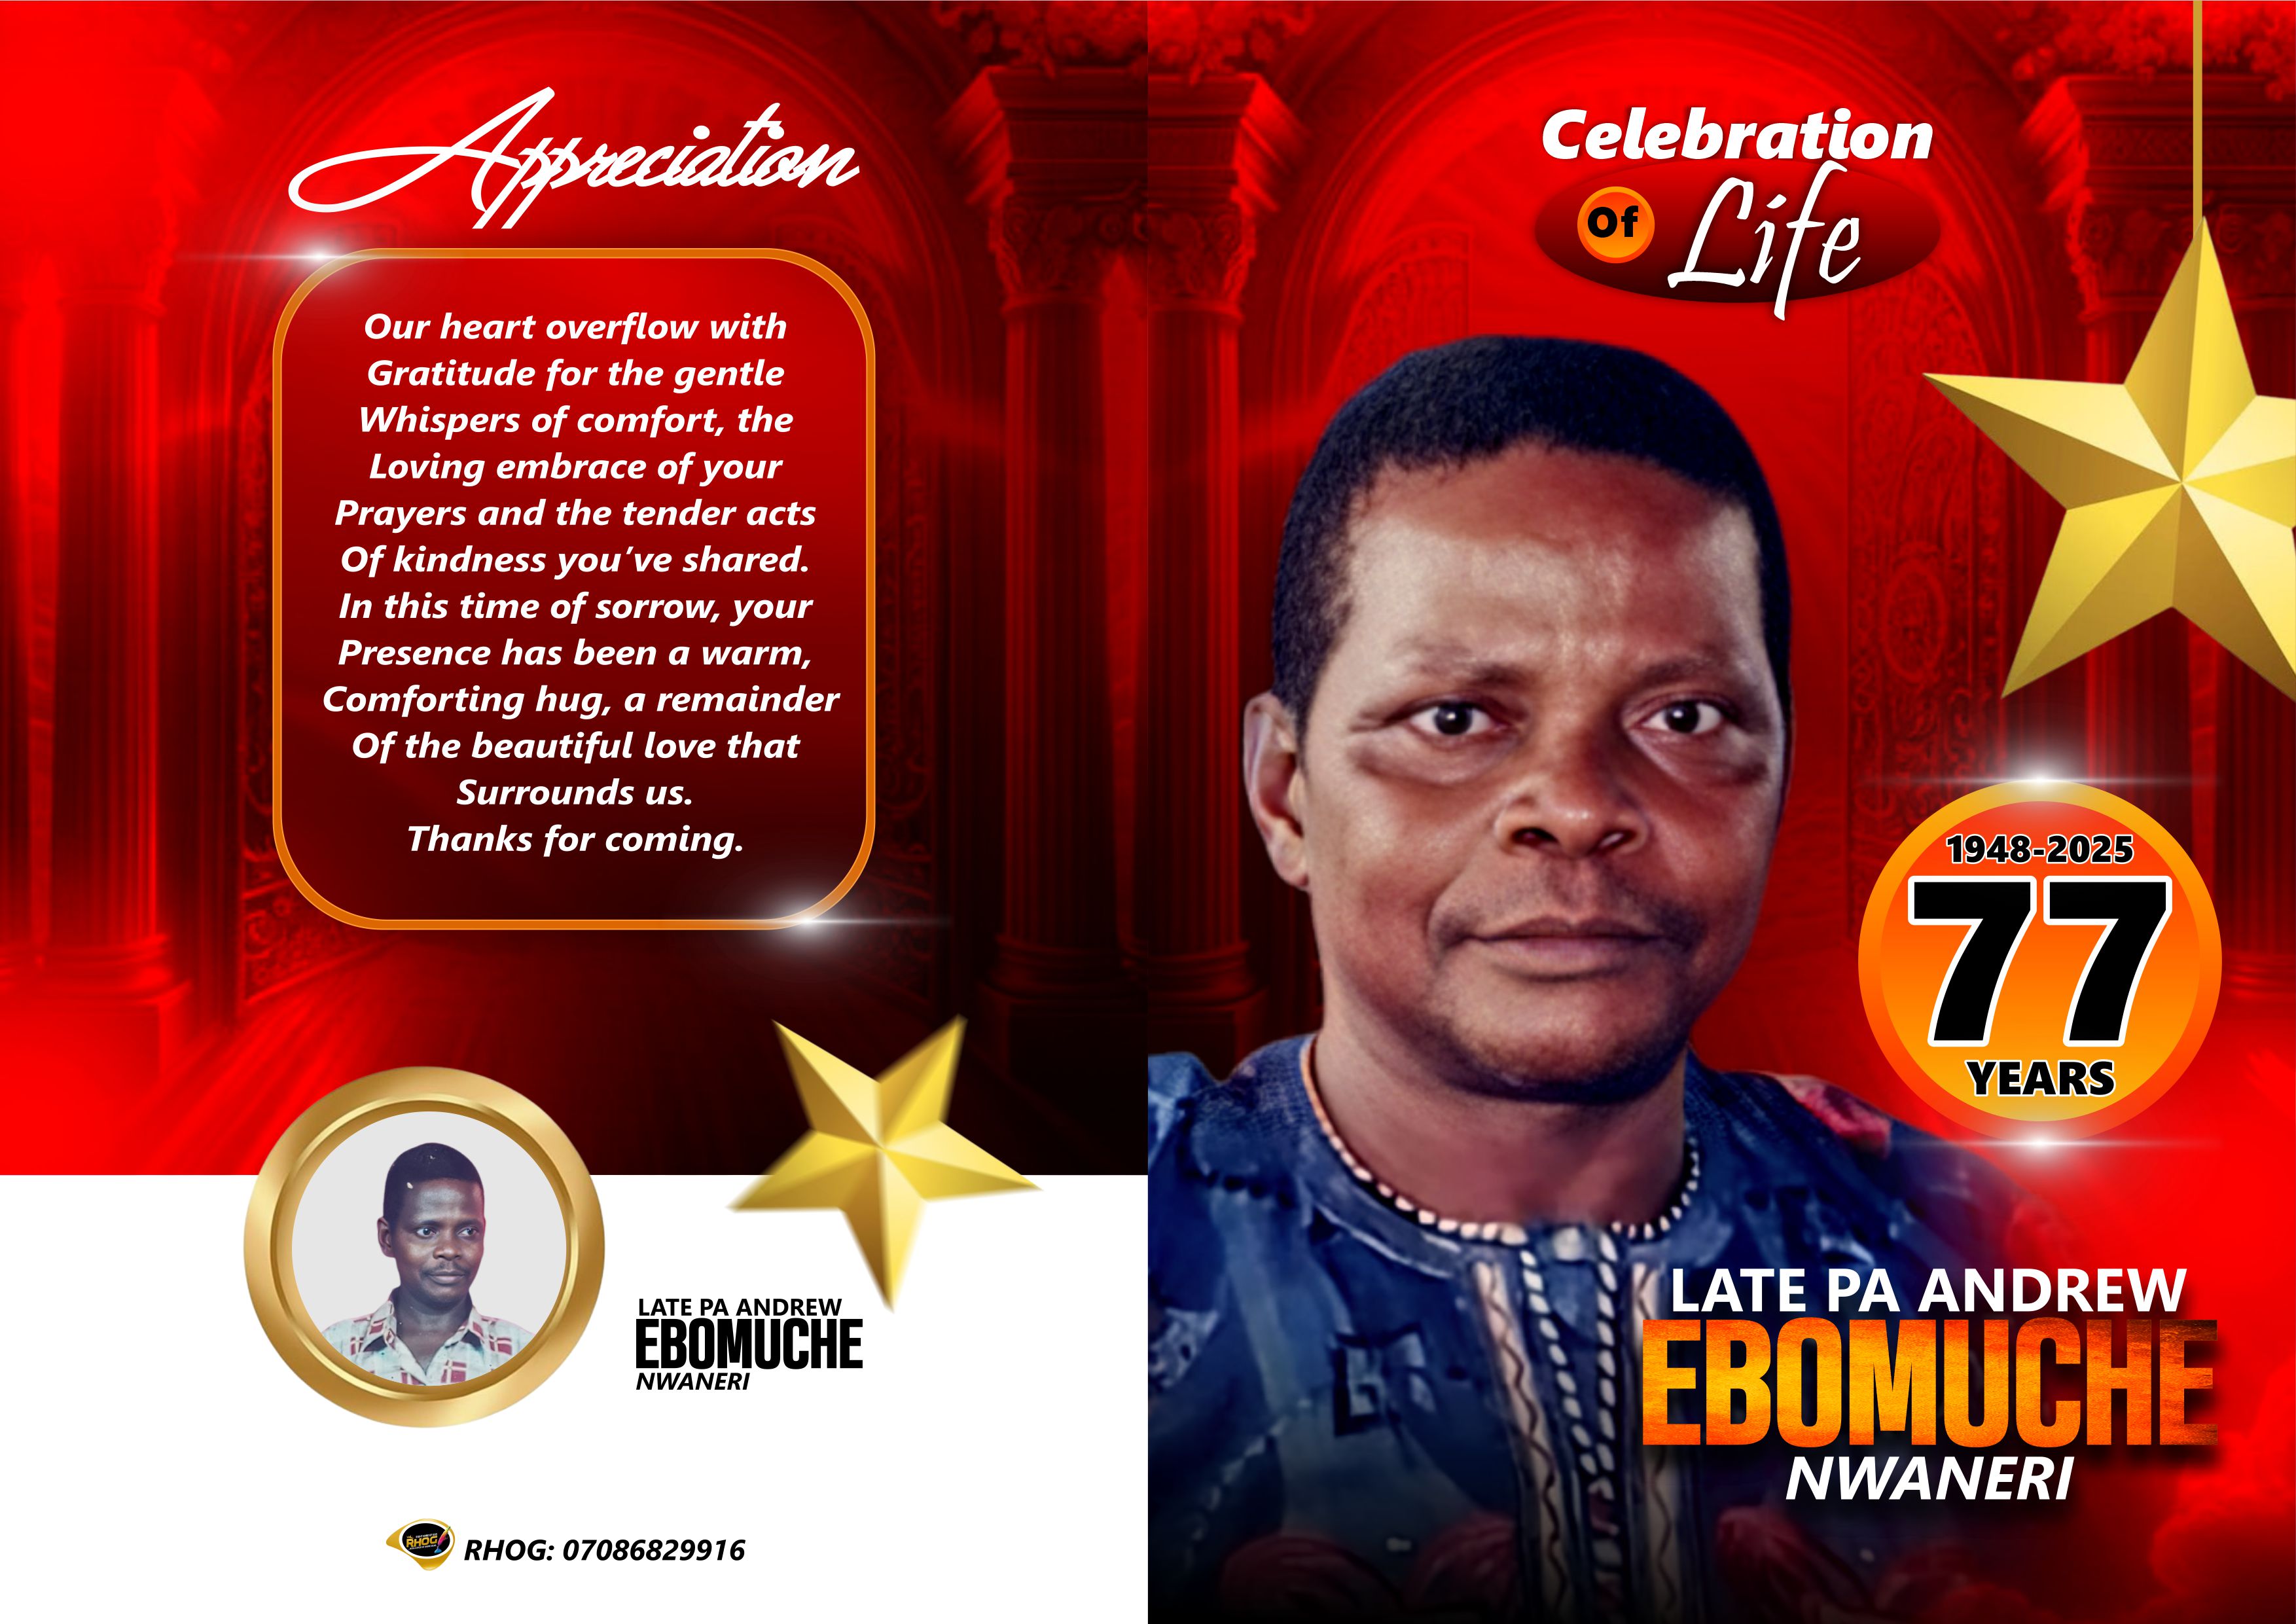 Appreciation
Our heart overflow with
Gratitude for the gentle
Whispers of comfort, the
Loving embrace of your
Prayers and the tender acts
Of kindness you’ve shared.
In this time of sorrow, your
Presence has been a warm,
Comforting hug, a remainder
Of the beautiful love that
Surrounds us.
Thanks for coming.
LATE PA ANDREW
EBOMUCHE
NWANERI
RHOG
RHOG: 07086829916
Celebration
Of Life
1948-2025
77
YEARS
LATE PA ANDREW
EBOMUCHE
NWANERI